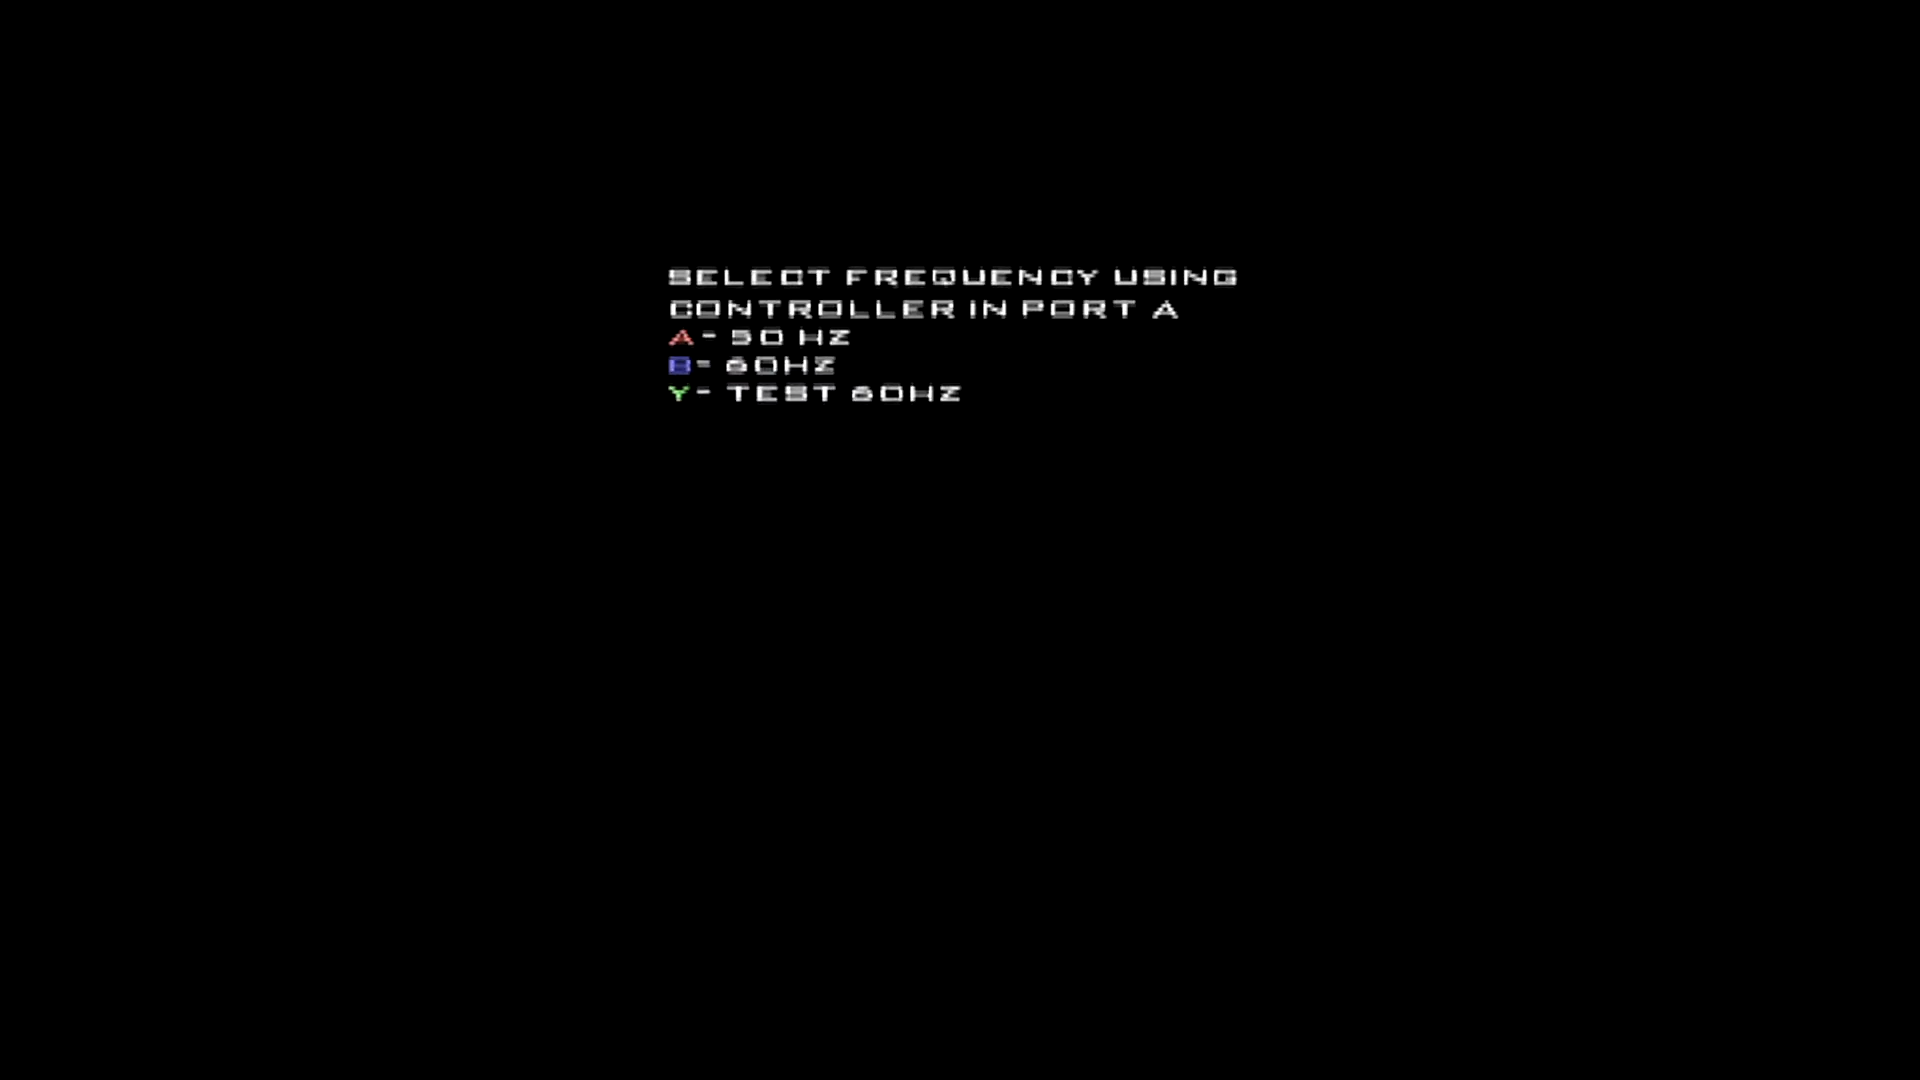 SELECT FREQUENCY USING
CONTROLLER IN PORT A
A- 50 HZ
B- 60HZ
Y- TEST 60HZ